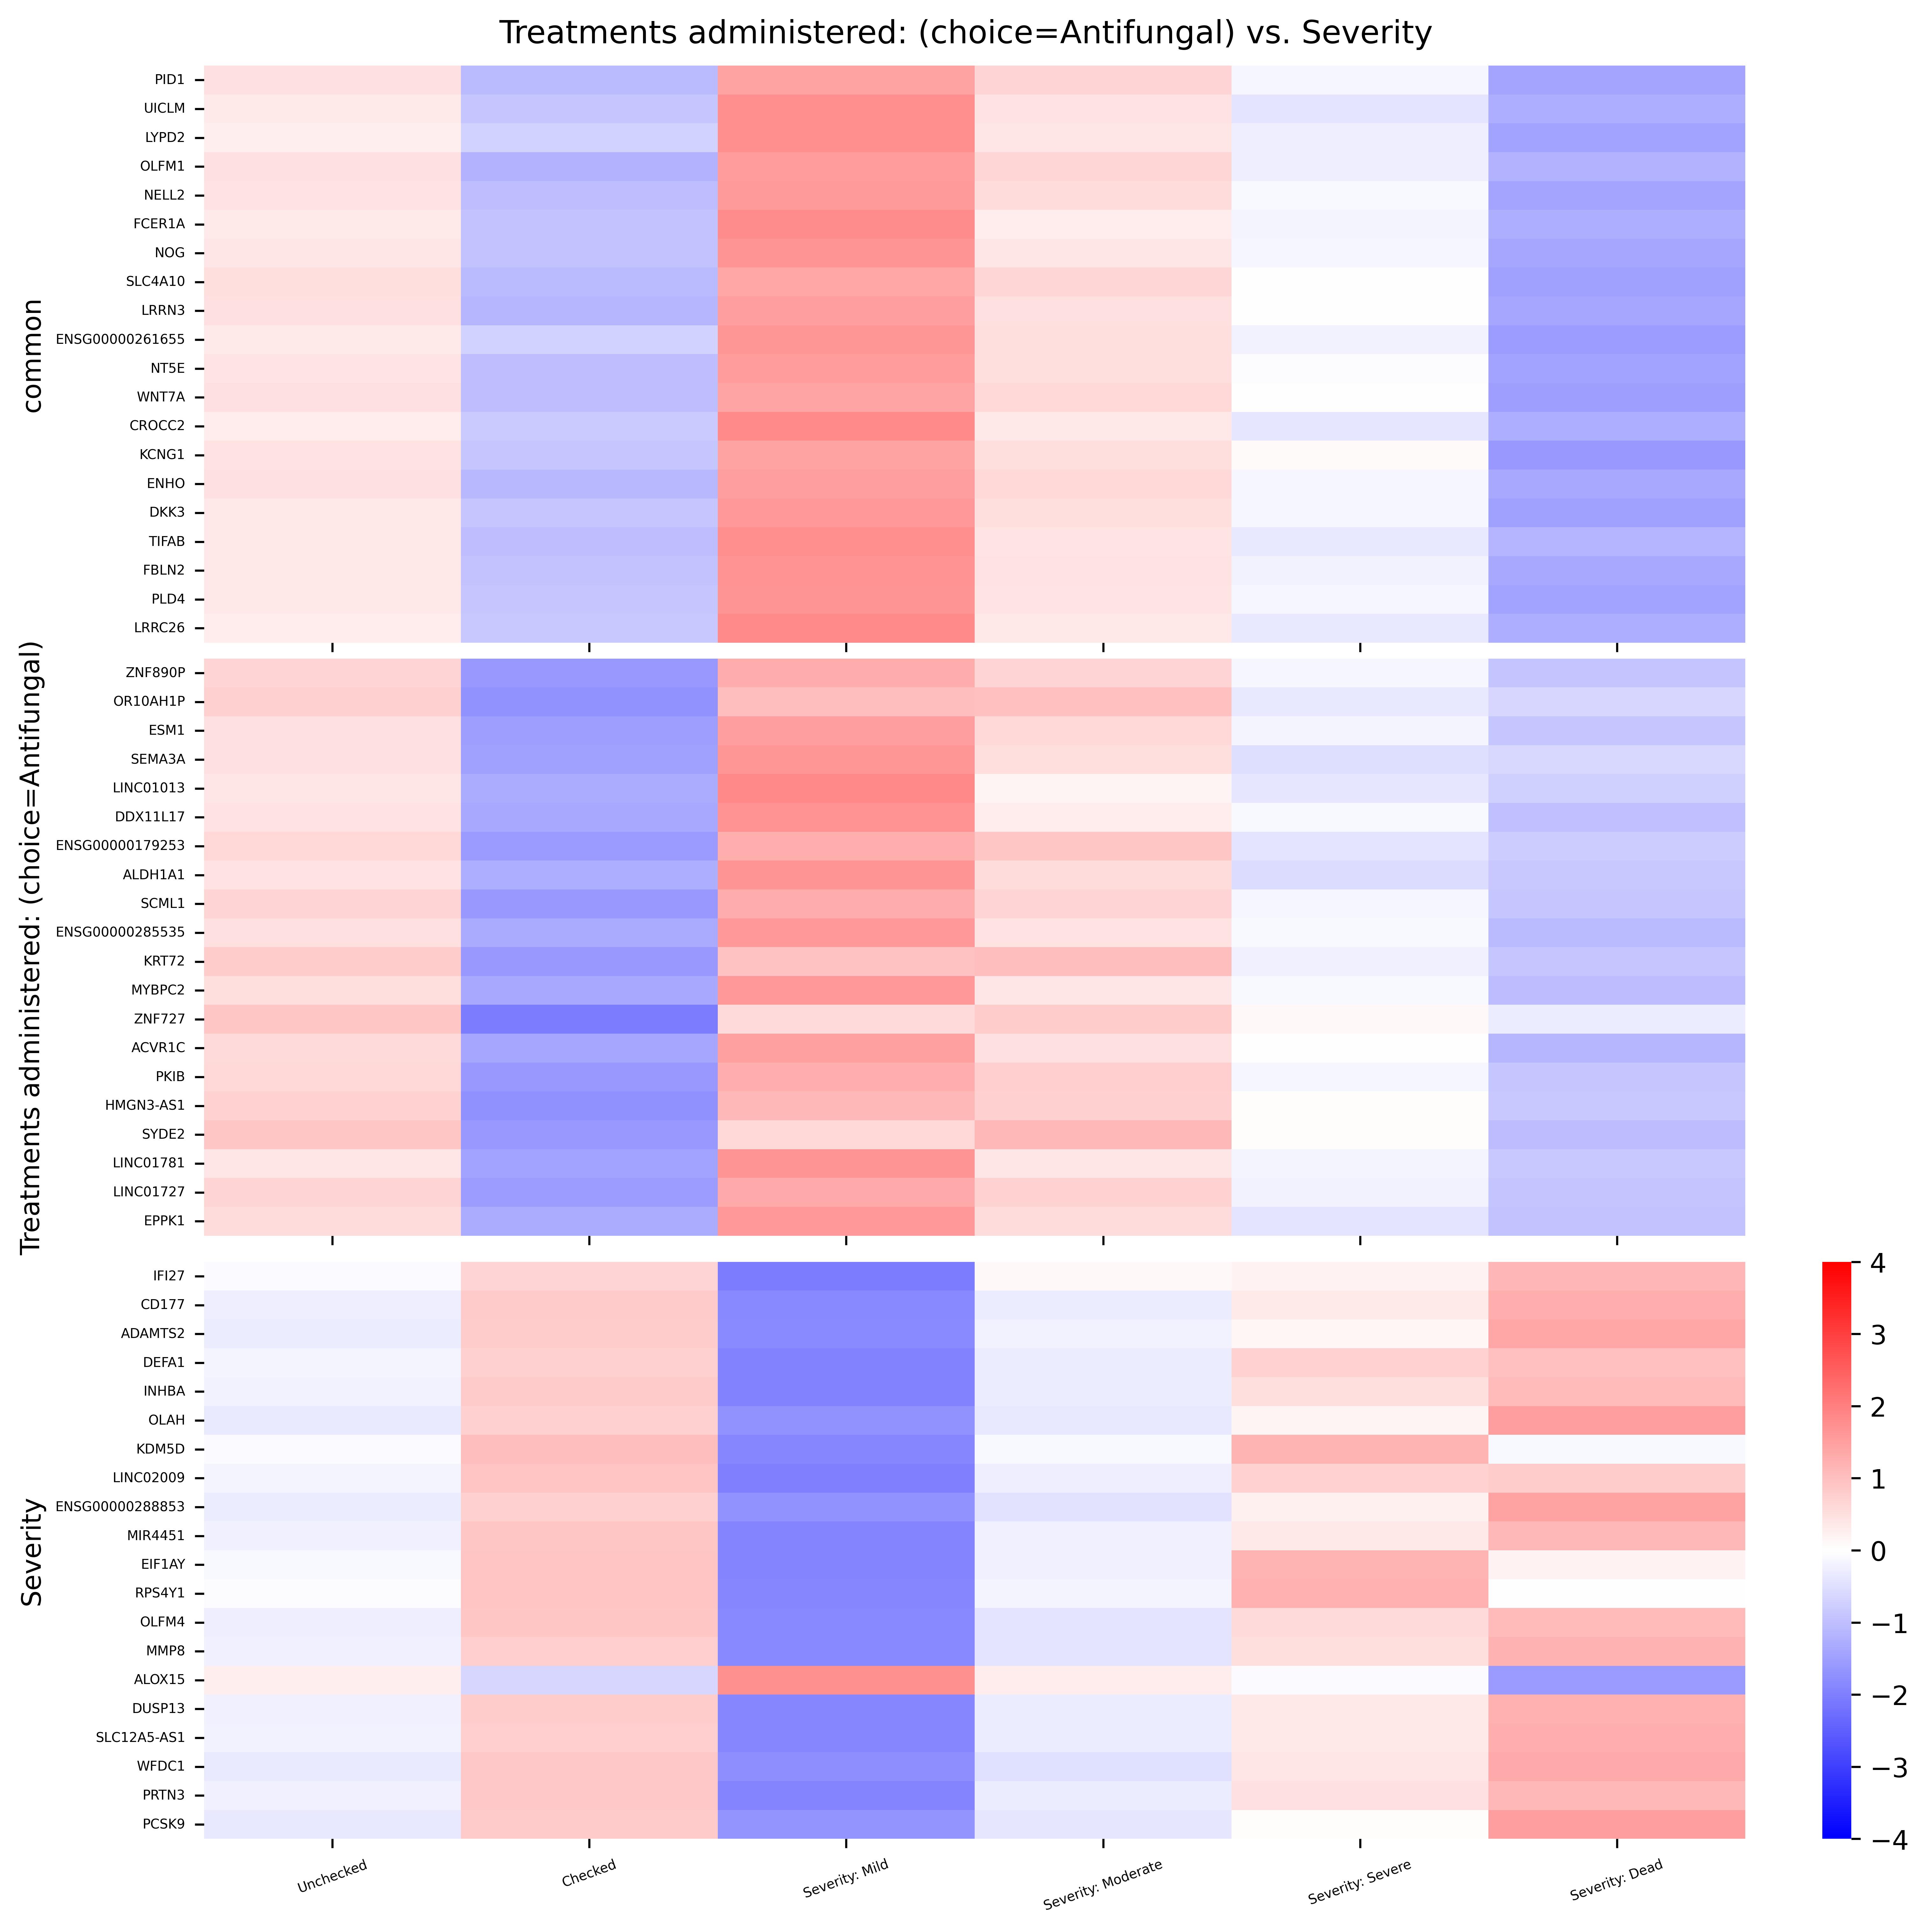 Treatments administered: (choice=Antifungal) vs. Severity
common
PID1
UICLM
LYPD2
OLFM1
NELL2
FCER1A
NOG
SLC4A10
LRRN3
ENSG00000261655
NT5E
WNT7A
CROCC2
KCNG1
ENHO
DKK3
TIFAB
FBLN2
PLD4
LRRC26
Treatments administered: (choice=Antifungal)
ZNF890P
OR10AH1P
ESM1
SEMA3A
LINC01013
DDX11L17
ENSG00000179253
ALDH1A1
SCML1
ENSG00000285535
KRT72
MYBPC2
ZNF727
ACVR1C
PKIB
HMGN3-AS1
SYDE2
LINC01781
LINC01727
EPPK1
Severity
IFI27
CD177
ADAMTS2
DEFA1
INHBA
OLAH
KDM5D
LINC02009
ENSG00000288853
MIR4451
EIF1AY
RPS4Y1
OLFM4
MMP8
ALOX15
DUSP13
SLC12A5-AS1
WFDC1
PRTN3
PCSK9
Unchecked
Checked
Severity: Mild
Severity: Moderate
Severity: Severe
Severity: Dead
4
3
2
1
0
−1
−2
−3
−4